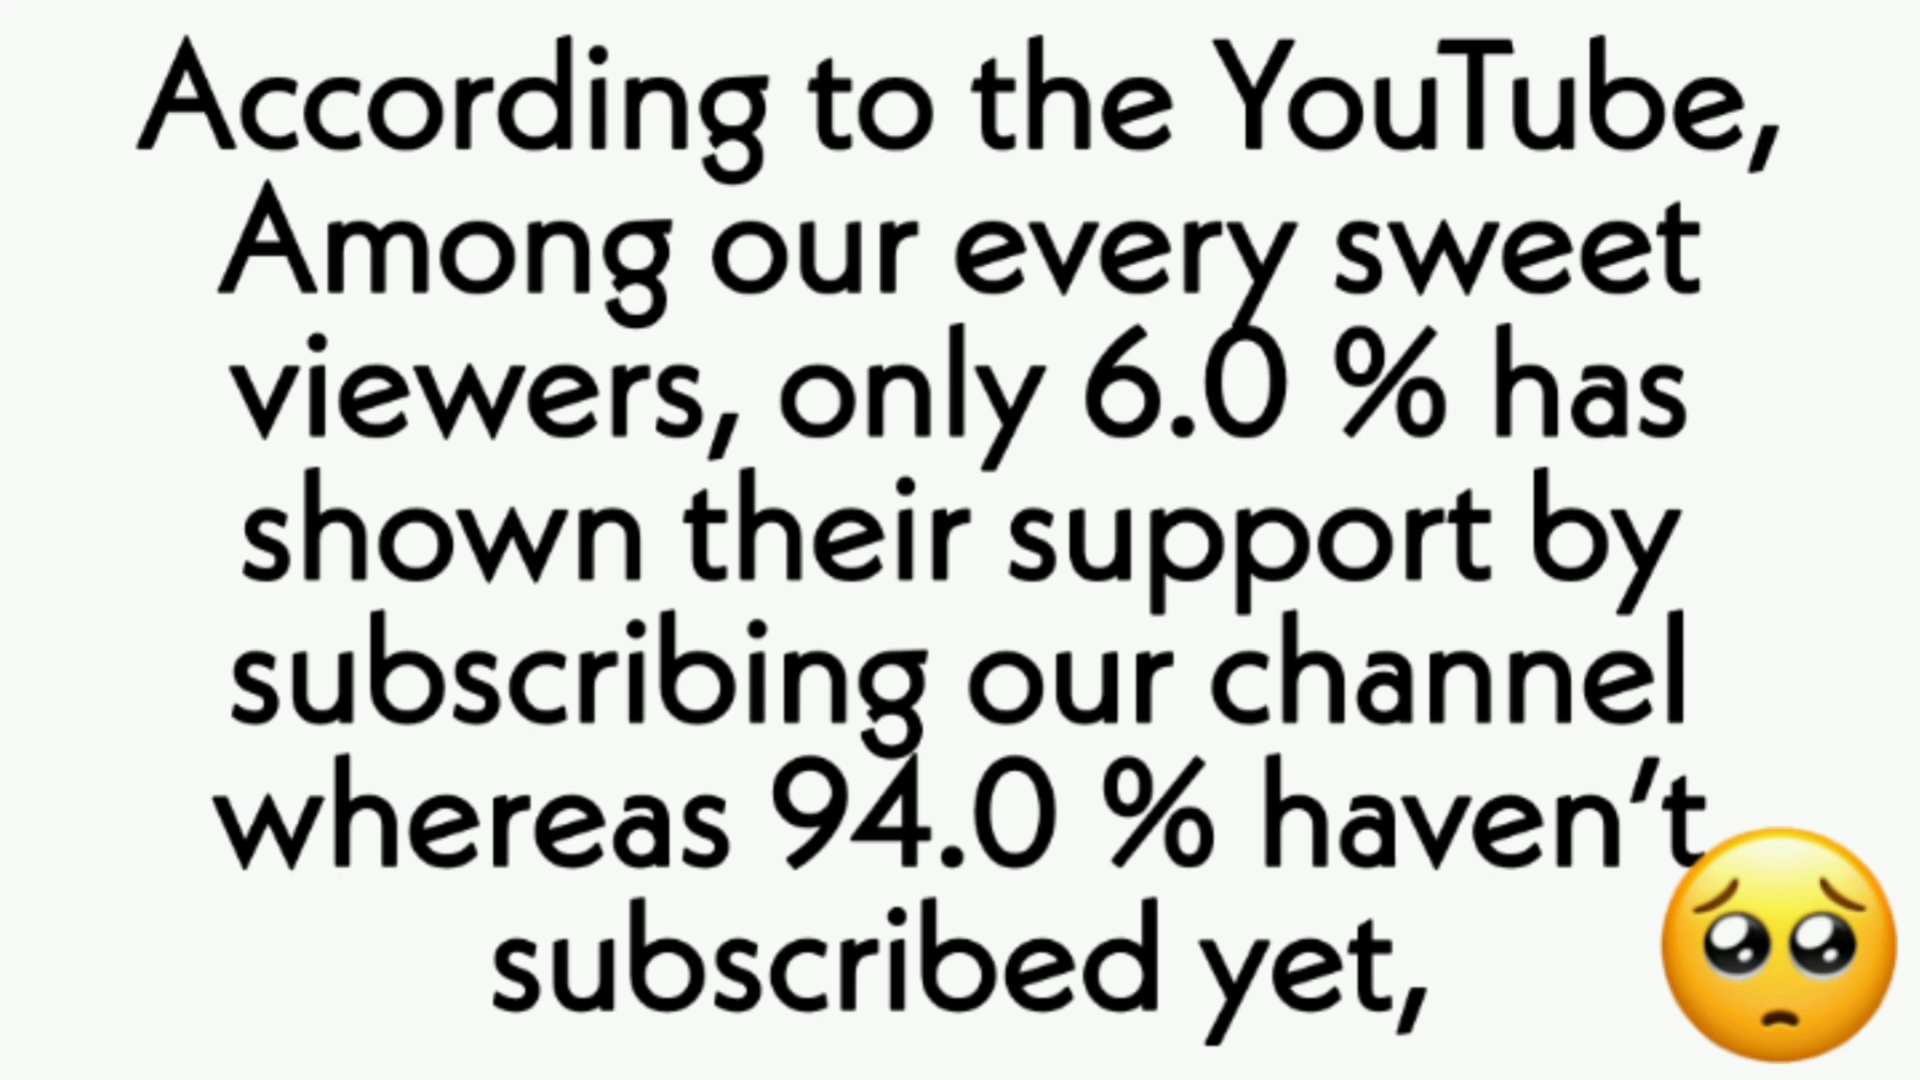 According to the YouTube,
Among our every sweet
viewers, only 6.0 % has
shown their support by
subscribing our channel
whereas 94.0 % haven’t
subscribed yet,